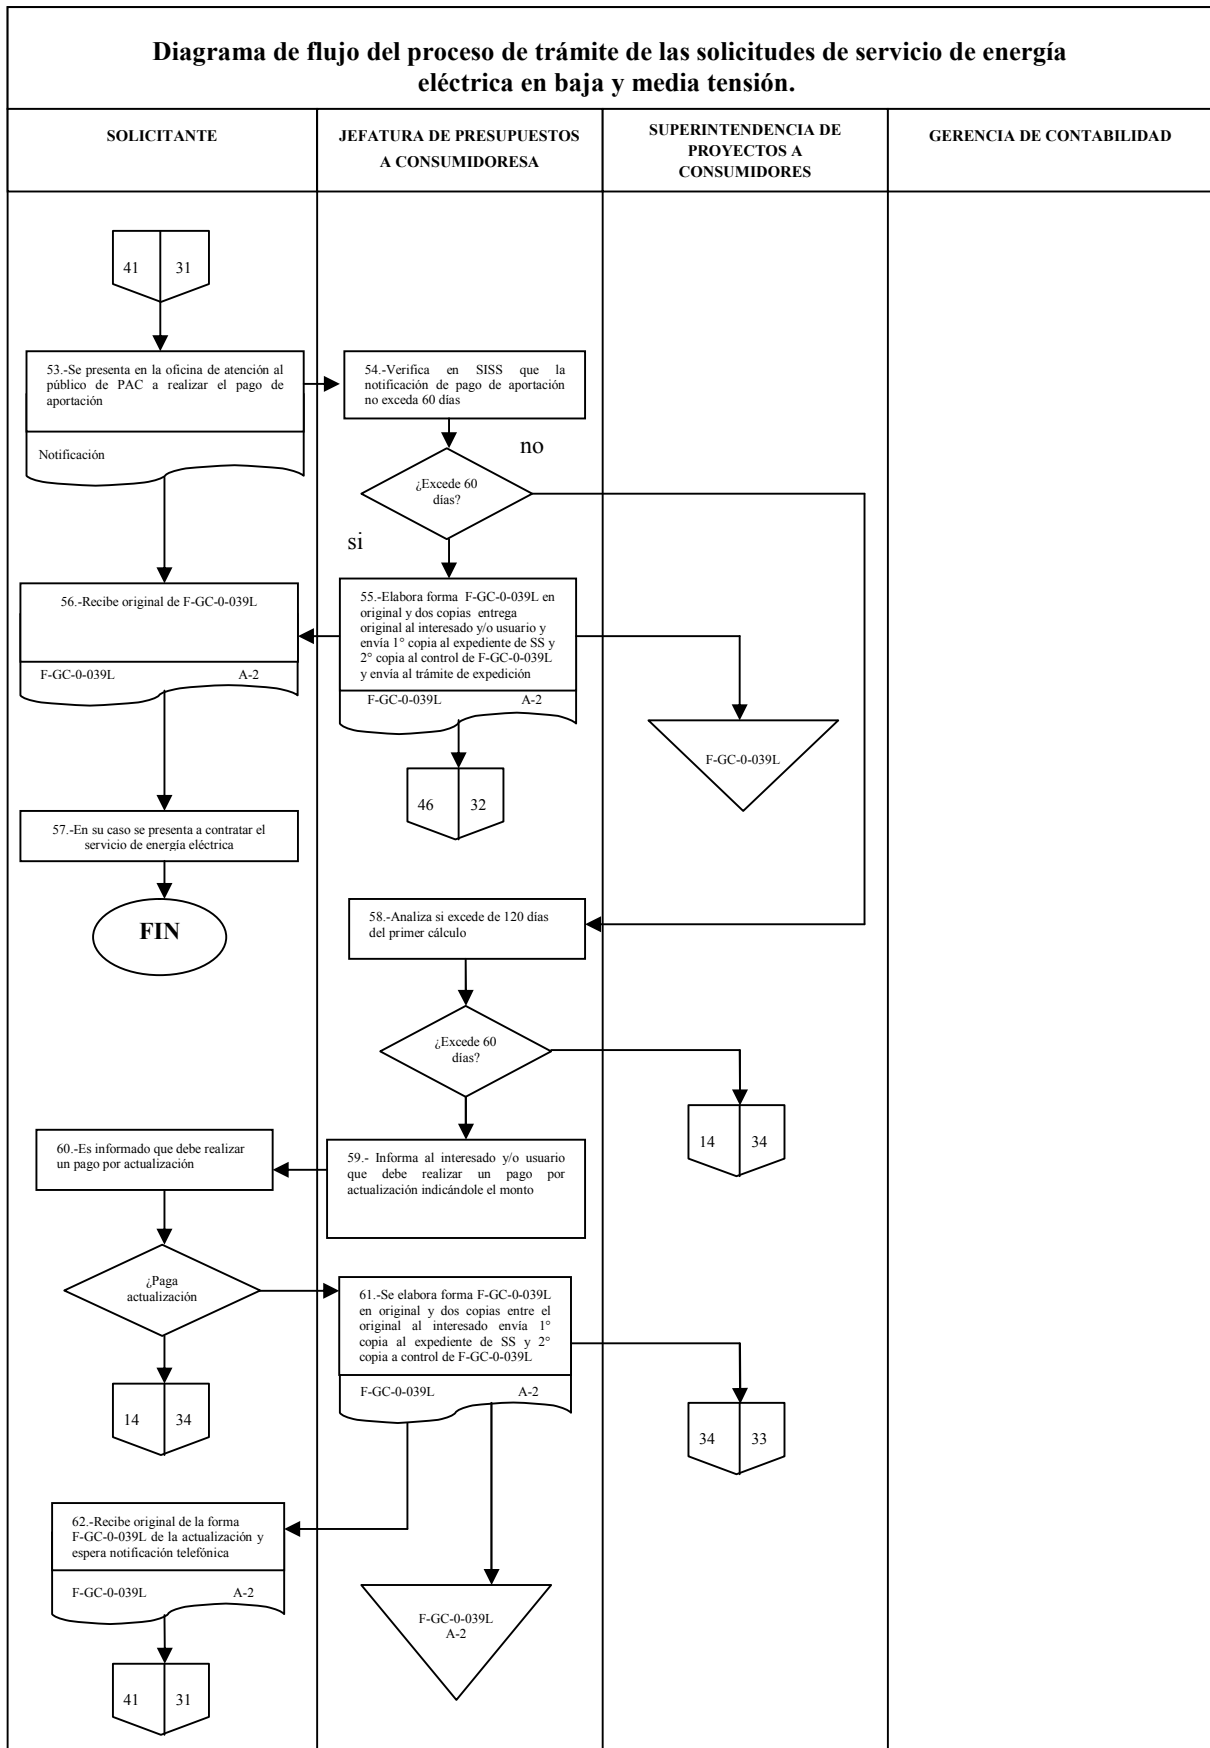 Diagrama de flujo del proceso de trámite de las solicitudes de servicio de energía
eléctrica en baja y media tensión.
SOLICITANTE
JEFATURA DE PRESUPUESTOS
A CONSUMIDORESA
SUPERINTENDENCIA DE
PROYECTOS A
CONSUMIDORES
GERENCIA DE CONTABILIDAD
41 31
53.-Se presenta en la oficina de atención al
público de PAC a realizar el pago de
aportación
Notificación
54.-Verifica en SISS que la
notificación de pago de aportación
no exceda 60 días
no
¿Excede 60
días?
si
56.-Recibe original de F-GC-0-039L
F-GC-0-039L A-2
55.-Elabora forma F-GC-0-039L en
original y dos copias entrega
original al interesado y/o usuario y
envía 1° copia al expediente de SS y
2° copia al control de F-GC-0-039L
y envía al trámite de expedición
F-GC-0-039L A-2
F-GC-0-039L
46 32
57.-En su caso se presenta a contratar el
servicio de energía eléctrica
FIN
58.-Analiza si excede de 120 días
del primer cálculo
¿Excede 60
días?
14 34
60.-Es informado que debe realizar
un pago por actualización
59.- Informa al interesado y/o usuario
que debe realizar un pago por
actualización indicándole el monto
¿Paga
actualización
61.-Se elabora forma F-GC-0-039L
en original y dos copias entre el
original al interesado envía 1°
copia al expediente de SS y 2°
copia a control de F-GC-0-039L
F-GC-0-039L A-2
14 34
34 33
62.-Recibe original de la forma
F-GC-0-039L de la actualización y
espera notificación telefónica
F-GC-0-039L A-2
F-GC-0-039L
A-2
41 31